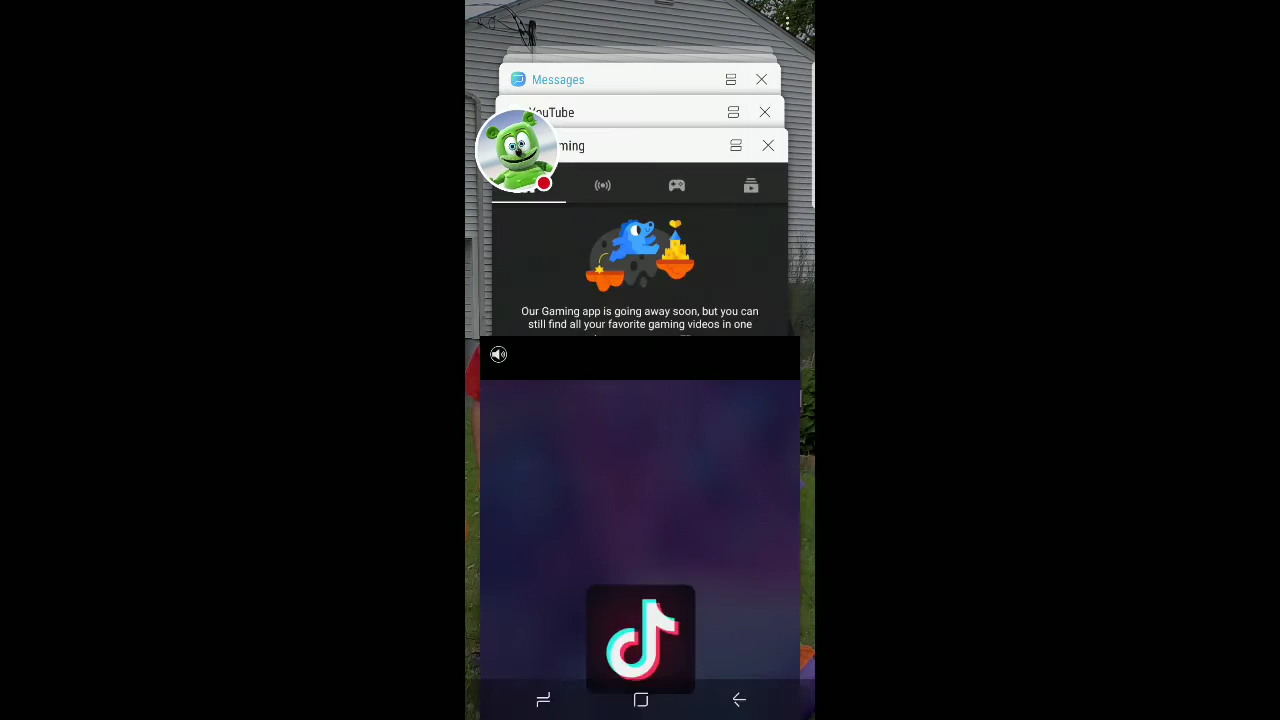 Messages
YouTube
ming
Our Gaming app is going away soon, but you can
still find all your favorite gaming videos in one